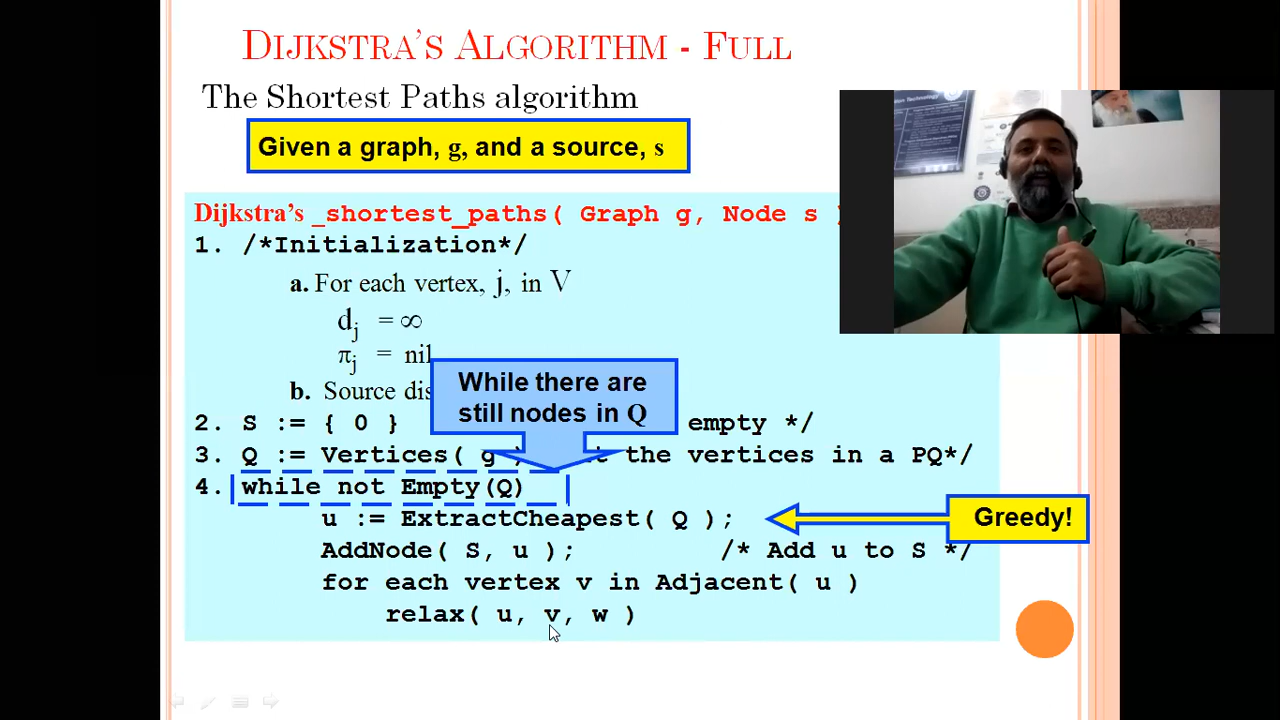 DIJKSTRA'S ALGORITHM - FULL
The Shortest Paths algorithm
Given a graph, g, and a source, s
Dijkstra's _shortest_paths( Graph g, Node s )
1. /*Initialization*/
a. For each vertex, j, in V
dj = ∞
πj = nil
b. Source dis
While there are
still nodes in Q
2. S := { 0 } empty */
3. Q := Vertices( g ) the vertices in a PQ*/
4. while not Empty(Q)
u := ExtractCheapest( Q );
Greedy!
AddNode( S, u ); /* Add u to S */
for each vertex v in Adjacent( u )
relax( u, v, w )